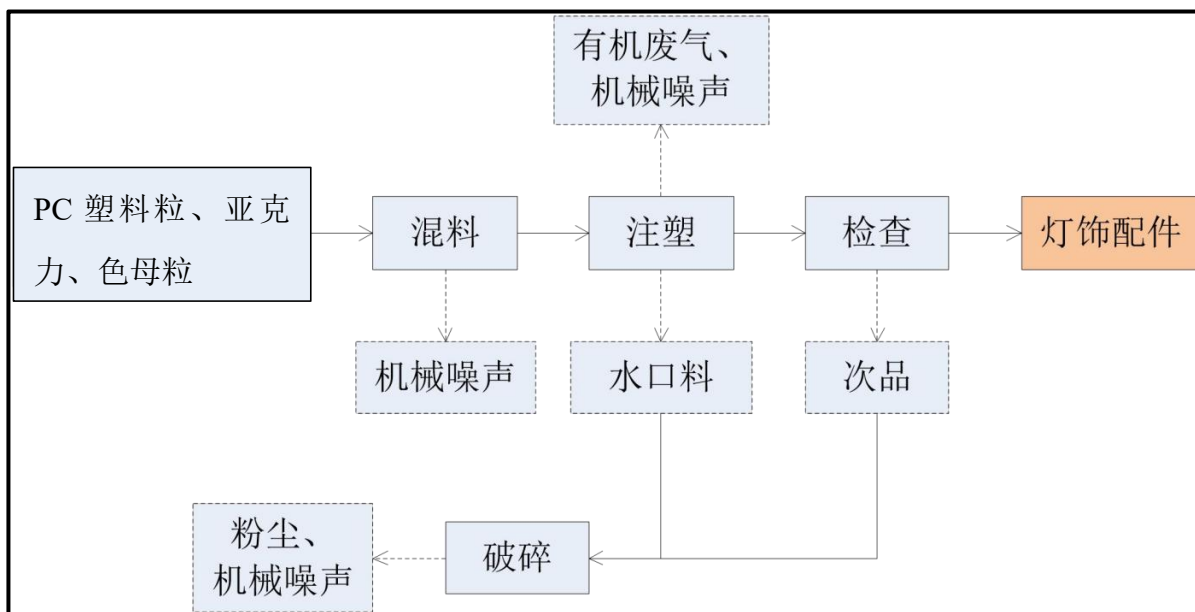 有机废气、
机械噪声
PC 塑料粒、亚克
力、色母粒
混料
注塑
检查
灯饰配件
机械噪声
水口料
次品
粉尘、
机械噪声
破碎